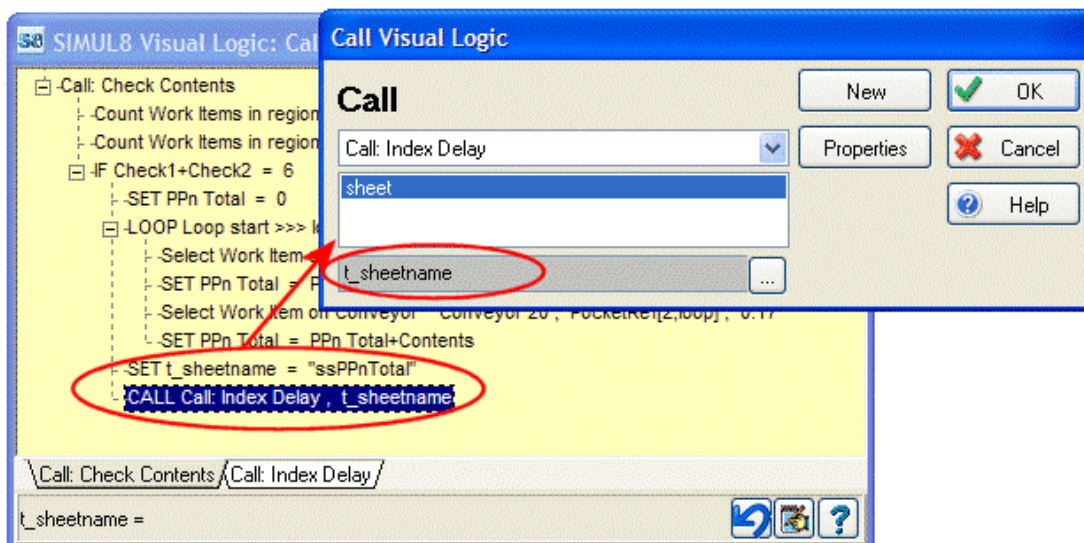 SIMUL8 Visual Logic: Cal
Call: Check Contents
Count Work Items in region
Count Work Items in region
IF Check1+Check2 = 6
SET PPn Total = 0
LOOP Loop start >>>
Select Work Item
SET PPn Total =
Select Work Item on Conveyor "Conveyor 20", PocketRef[2,loop], 0.17
SET PPn Total = PPn Total+Contents
SET t_sheetname = "ssPPnTotal"
CALL Call: Index Delay , t_sheetname
Call: Check Contents
Call: Index Delay
t_sheetname =
Call Visual Logic
Call
Call: Index Delay
sheet
t_sheetname
...
New
Properties
OK
Cancel
Help